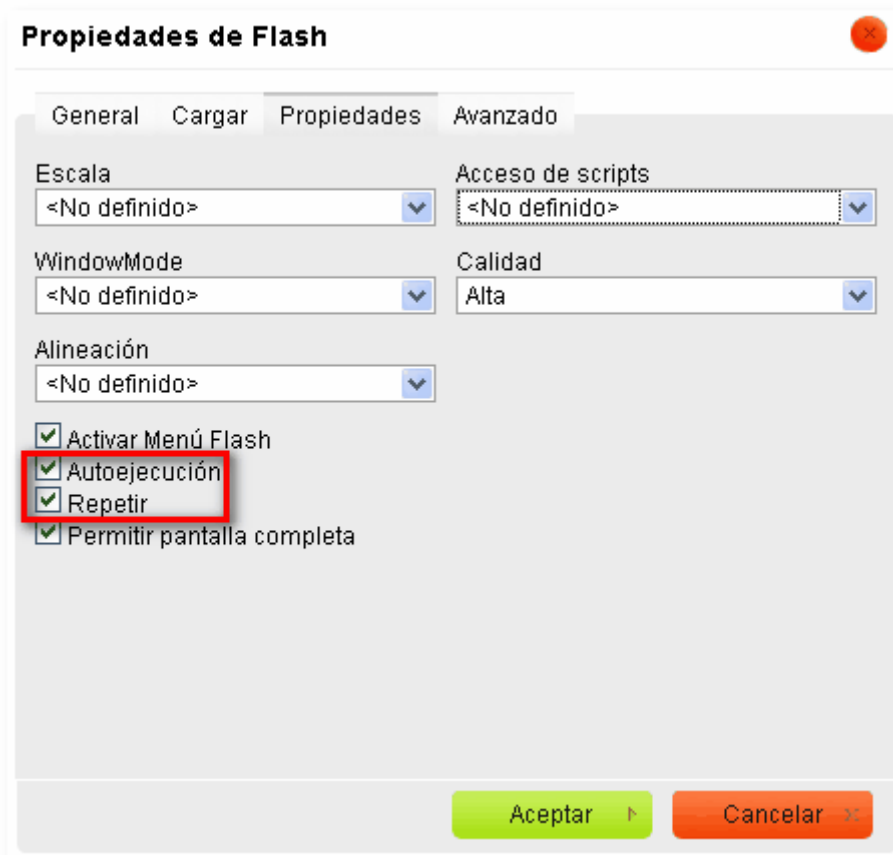 Propiedades de Flash
General Cargar Propiedades Avanzado
Escala Acceso de scripts
<No definido> <No definido>
WindowMode Calidad
<No definido> Alta
Alineación
<No definido>
Activar Menú Flash
Autoejecución
Repetir
Permitir pantalla completa
Aceptar Cancelar